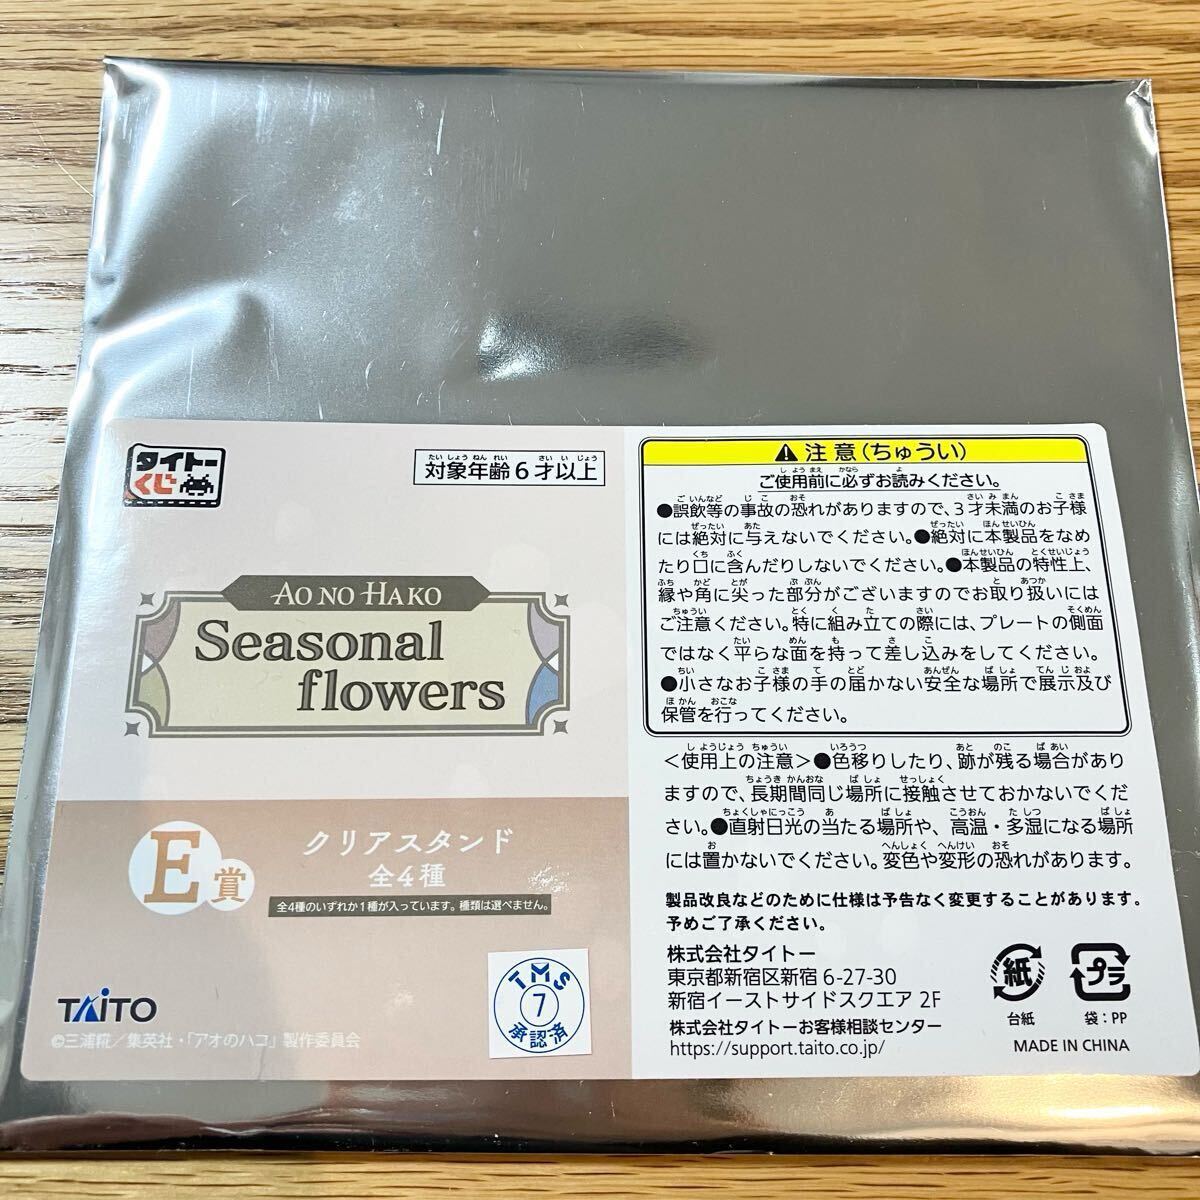 タイトー
くじ
対象年齢6才以上
たいしょうねんれい さいいじょう
AO NO HAKO
Seasonal
flowers
E賞
クリアスタンド
全4種
全4種のいずれか1種が入っています。種類は選べません。
TAITO
©三浦糀／集英社・「アオのハコ」製作委員会
TMS
7
承認済
注意(ちゅうい)
ご使用前に必ずお読みください。
●誤飲等の事故の恐れがありますので、3才未満のお子様
には絶対に与えないでください。●絶対に本製品をなめ
たり口に含んだりしないでください。●本製品の特性上、
縁や角に尖った部分がございますのでお取り扱いには
ご注意ください。特に組み立ての際には、プレートの側面
ではなく平らな面を持って差し込みをしてください。
●小さなお子様の手の届かない安全な場所で展示及び
保管を行ってください。
＜使用上の注意＞●色移りしたり、跡が残る場合があり
ますので、長期間同じ場所に接触させておかないでくだ
さい。●直射日光の当たる場所や、高温・多湿になる場所
には置かないでください。変色や変形の恐れがあります。
製品改良などのために仕様は予告なく変更することがあります。
予めご了承ください。
株式会社タイトー
東京都新宿区新宿 6-27-30
新宿イーストサイドスクエア 2F
株式会社タイトーお客様相談センター
https://support.taito.co.jp/
紙
台紙
プラ
袋：PP
MADE IN CHINA